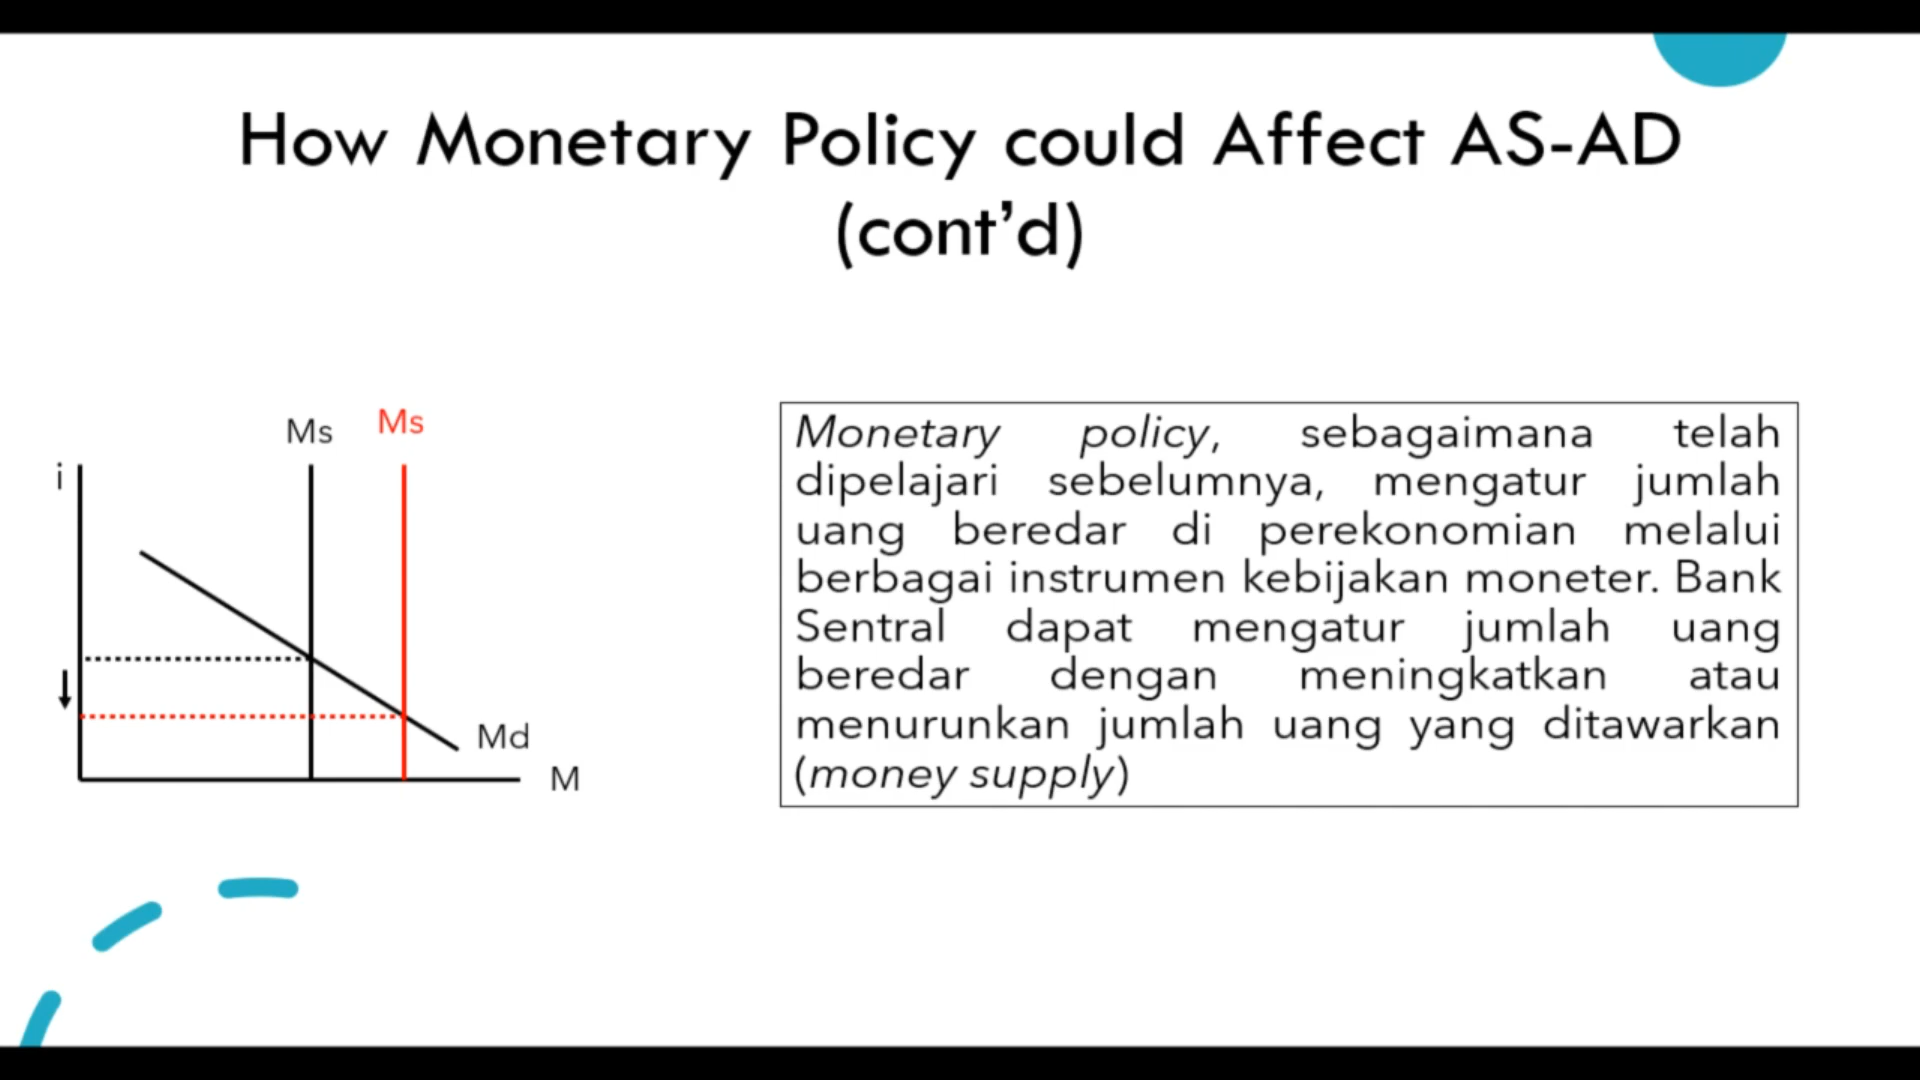 How Monetary Policy could Affect AS-AD
(cont’d)
Ms
Ms
i
Md
M
Monetary policy, sebagaimana telah
dipelajari sebelumnya, mengatur jumlah
uang beredar di perekonomian melalui
berbagai instrumen kebijakan moneter. Bank
Sentral dapat mengatur jumlah uang
beredar dengan meningkatkan atau
menurunkan jumlah uang yang ditawarkan
(money supply)